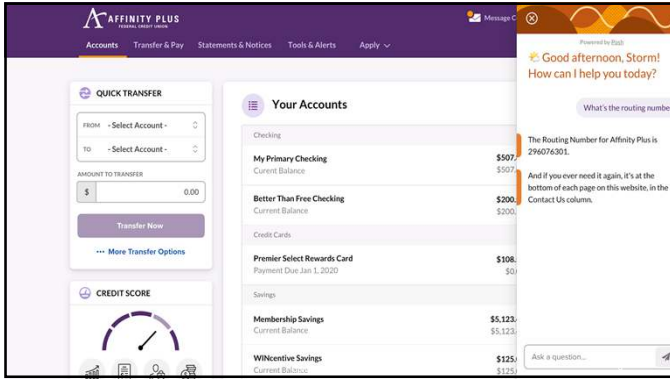 AFFINITY PLUS
FEDERAL CREDIT UNION
Message C
Accounts Transfer & Pay Statements & Notices Tools & Alerts Apply
QUICK TRANSFER
FROM - Select Account -
TO - Select Account -
AMOUNT TO TRANSFER
$ 0.00
Transfer Now
••• More Transfer Options
CREDIT SCORE
Your Accounts
Checking
My Primary Checking $507.
Current Balance $507.
Better Than Free Checking $200.
Current Balance $200.
Credit Cards
Premier Select Rewards Card $108.
Payment Due Jan 1, 2020 $0.
Savings
Membership Savings $5,123.
Current Balance $5,123.
WINcentive Savings $125.
Current Balance $125.
Powered by Posh
Good afternoon, Storm!
How can I help you today?
What's the routing numbe
The Routing Number for Affinity Plus is
296076301.
And if you ever need it again, it's at the
bottom of each page on this website, in the
Contact Us column.
Ask a question...